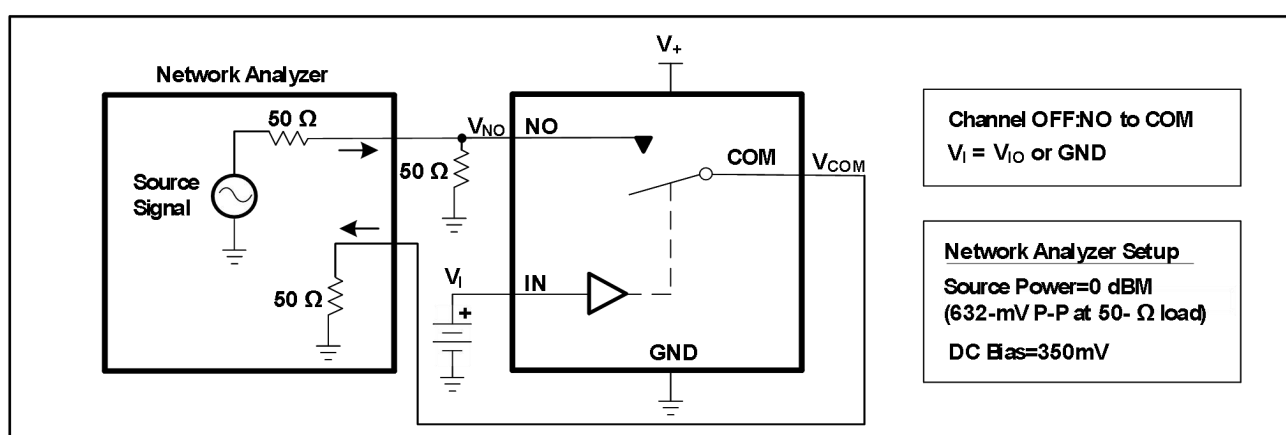 Network Analyzer
50 Ω
Source
Signal
50 Ω
V+
VNO
NO
50 Ω
COM
VCOM
VI
IN
+
GND
Channel OFF:NO to COM
VI = VIO or GND
Network Analyzer Setup
Source Power=0 dBM
(632-mV P-P at 50- Ω load)
DC Bias=350mV